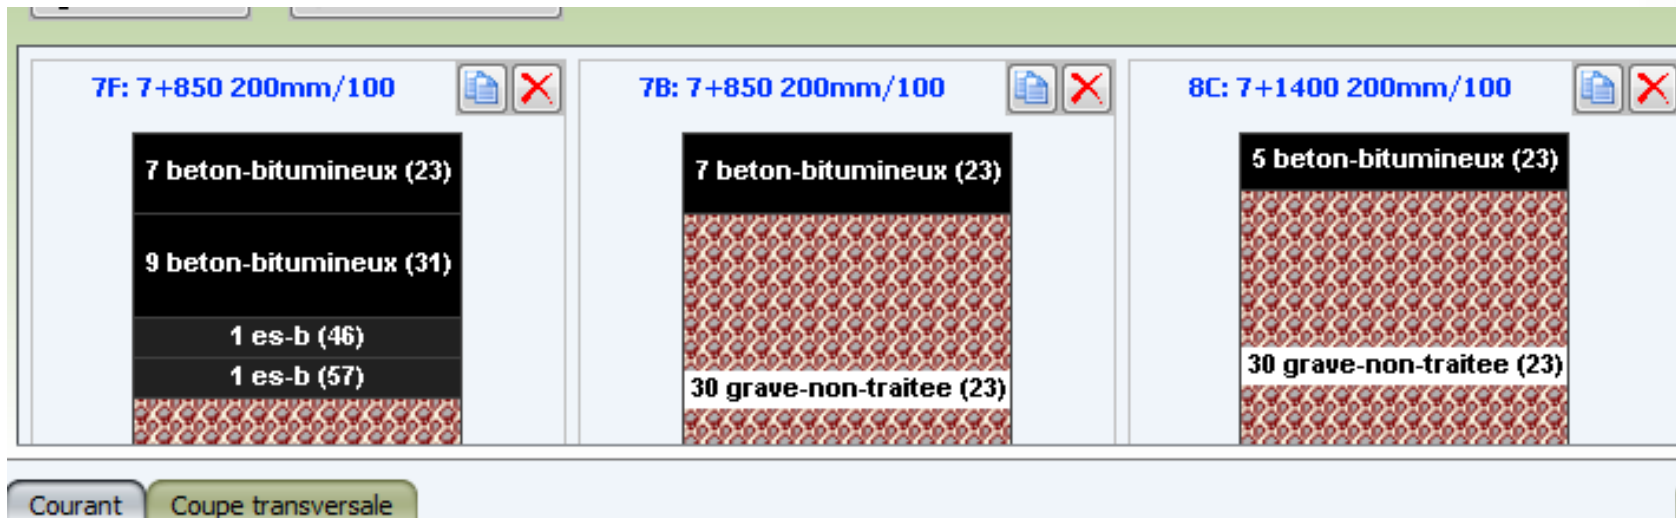 7F: 7+850 200mm/100
7 beton-bitumineux (23)
9 beton-bitumineux (31)
1 es-b (46)
1 es-b (57)
7B: 7+850 200mm/100
7 beton-bitumineux (23)
30 grave-non-traitee (23)
8C: 7+1400 200mm/100
5 beton-bitumineux (23)
30 grave-non-traitee (23)
Courant
Coupe transversale